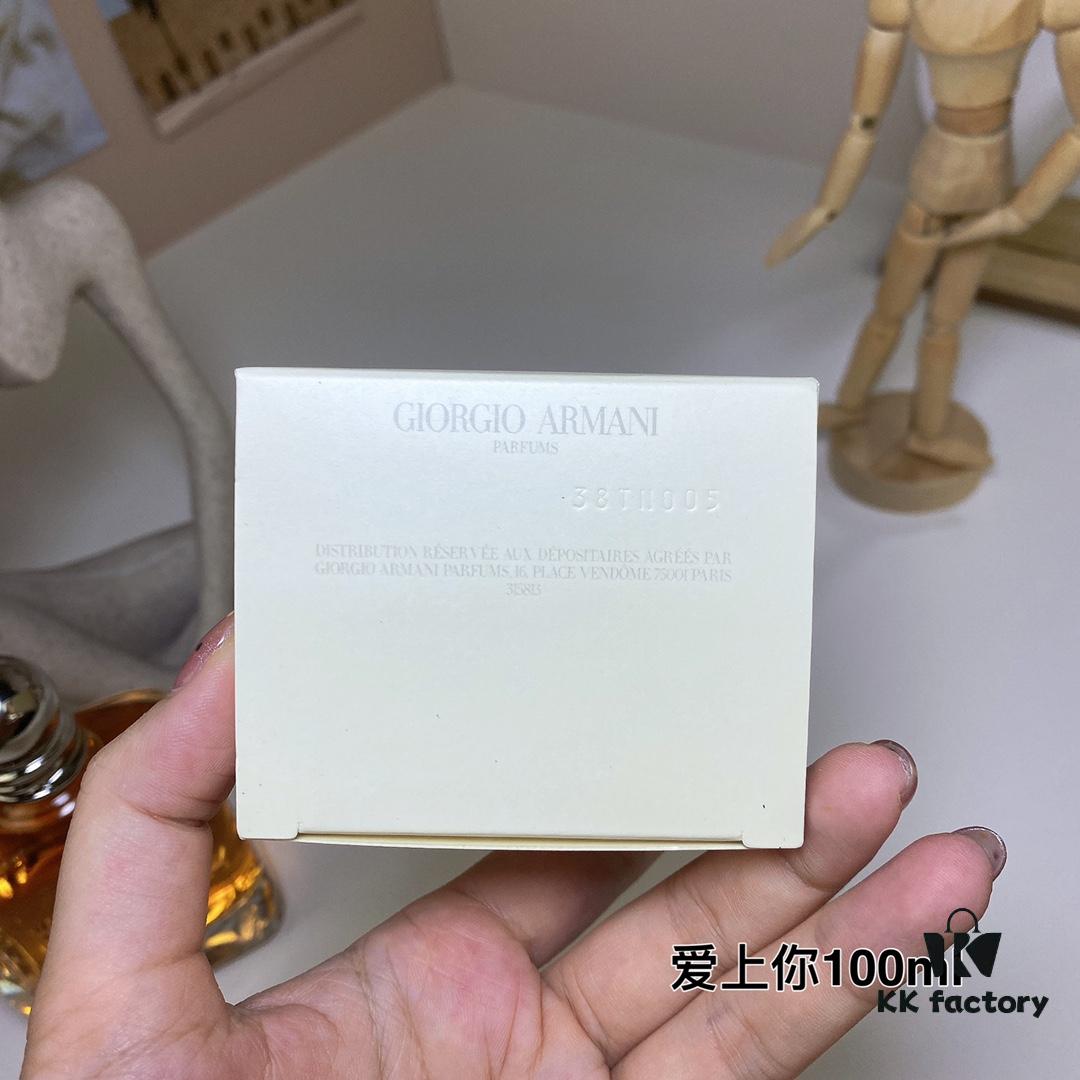 GIORGIO ARMANI
PARFUMS
38TN005
DISTRIBUTION RÉSERVÉE AUX DÉPOSITAIRES AGRÉÉS PAR
GIORGIO ARMANI PARFUMS, 16, PLACE VENDÔME 75001 PARIS
315813
爱上你100ml
KK factory